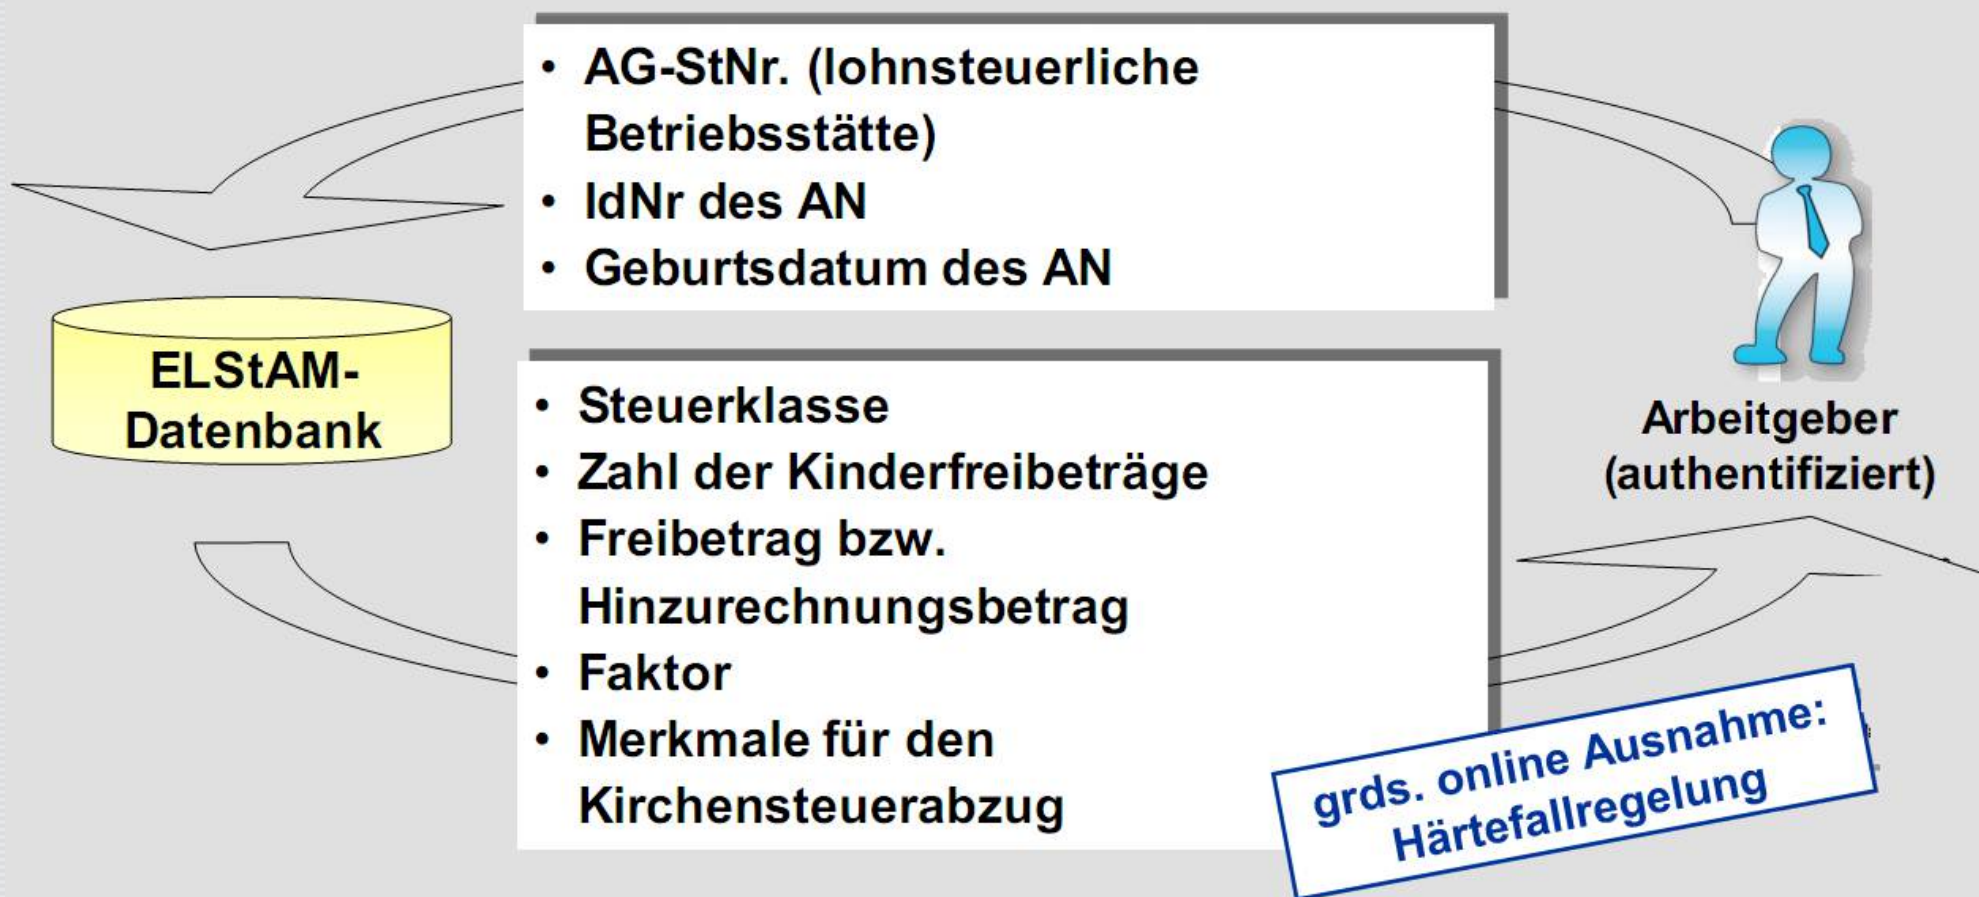 • AG-StNr. (lohnsteuerliche
Betriebsstätte)
• IdNr des AN
• Geburtsdatum des AN
ELStAM-
Datenbank
• Steuerklasse
• Zahl der Kinderfreibeträge
• Freibetrag bzw.
Hinzurechnungsbetrag
• Faktor
• Merkmale für den
Kirchensteuerabzug
Arbeitgeber
(authentifiziert)
grds. online Ausnahme:
Härtefallregelung